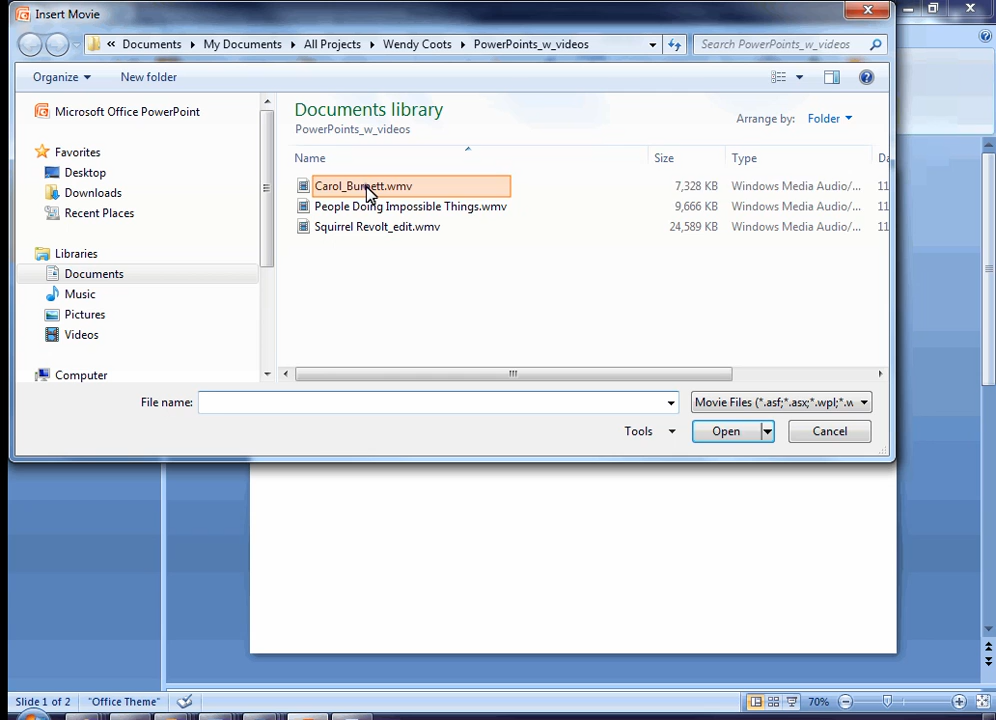 Insert Movie
« Documents My Documents All Projects Wendy Coots PowerPoints_w_videos Search PowerPoints_w_videos
Organize New folder
Microsoft Office PowerPoint
Favorites
Desktop
Downloads
Recent Places
Libraries
Documents
Music
Pictures
Videos
Computer
Documents library
PowerPoints_w_videos
Arrange by: Folder
Name Size Type Da
Carol_Burnett.wmv 7,328 KB Windows Media Audio/... 11
People Doing Impossible Things.wmv 9,666 KB Windows Media Audio/... 11
Squirrel Revolt_edit.wmv 24,589 KB Windows Media Audio/... 11
File name: Movie Files (*.asf;*.asx;*.wpl;*.w
Tools Open Cancel
Slide 1 of 2 "Office Theme" 70%